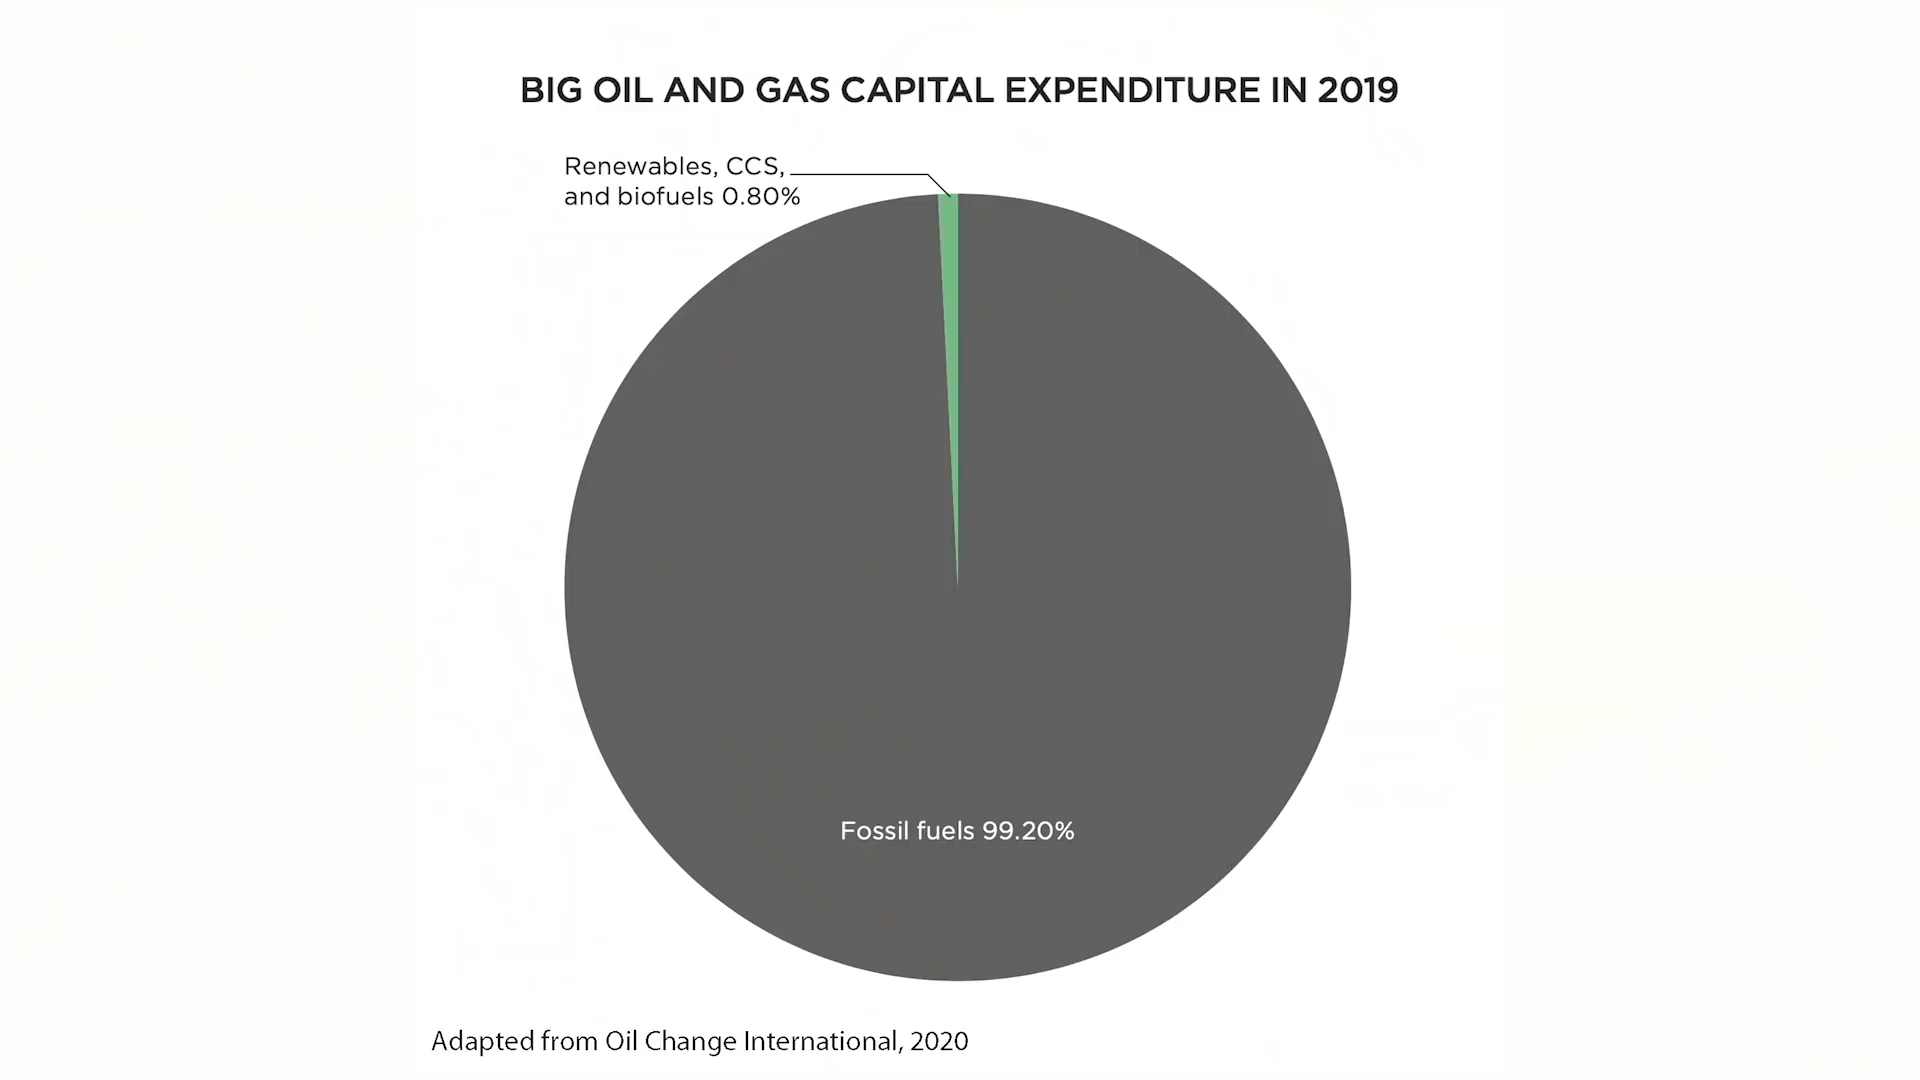 BIG OIL AND GAS CAPITAL EXPENDITURE IN 2019
Renewables, CCS,
and biofuels 0.80%
Fossil fuels 99.20%
Adapted from Oil Change International, 2020